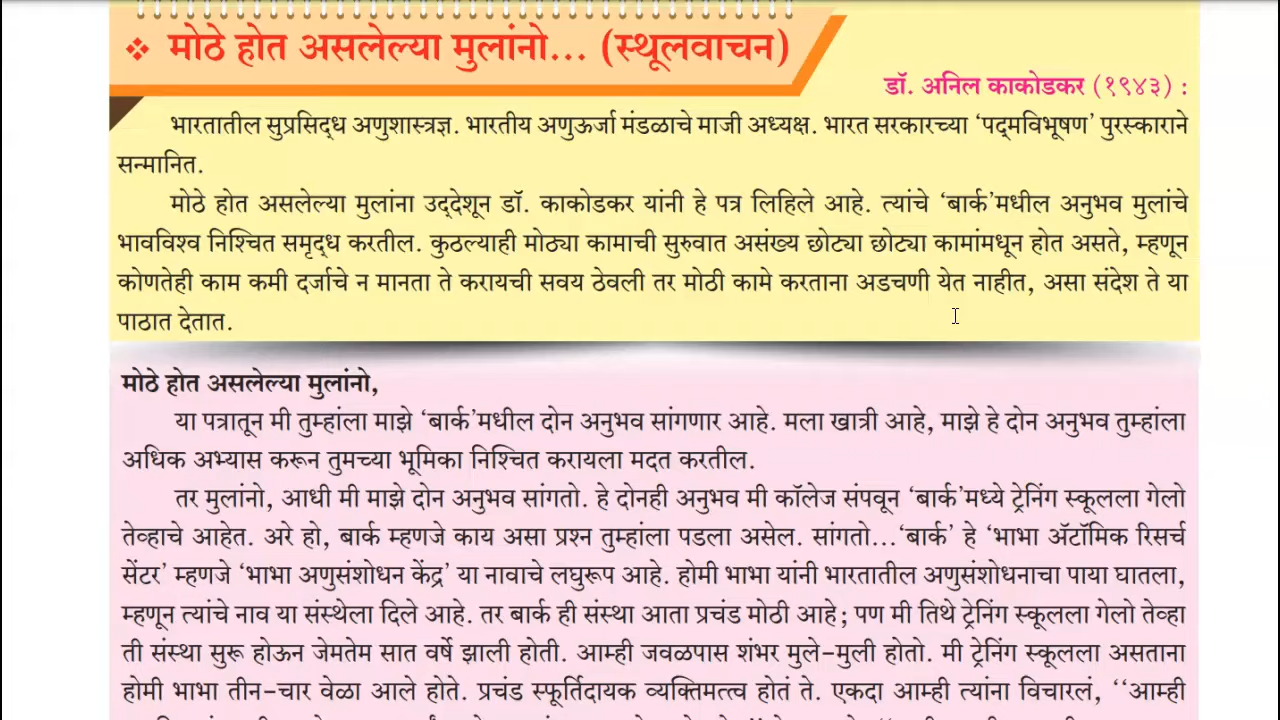 ❖ मोठे होत असलेल्या मुलांनो... (स्थूलवाचन)
डॉ. अनिल काकोडकर (१९४३) :
भारतातील सुप्रसिद्ध अणुशास्त्रज्ञ. भारतीय अणुऊर्जा मंडळाचे माजी अध्यक्ष. भारत सरकारच्या ‘पद्मविभूषण’ पुरस्काराने
सन्मानित.
मोठे होत असलेल्या मुलांना उद्देशून डॉ. काकोडकर यांनी हे पत्र लिहिले आहे. त्यांचे ‘बार्क’मधील अनुभव मुलांचे
भावविश्व निश्चित समृद्ध करतील. कुठल्याही मोठ्या कामाची सुरुवात असंख्य छोट्या छोट्या कामांमधून होत असते, म्हणून
कोणतेही काम कमी दर्जाचे न मानता ते करायची सवय ठेवली तर मोठी कामे करताना अडचणी येत नाहीत, असा संदेश ते या
पाठात देतात.
मोठे होत असलेल्या मुलांनो,
या पत्रातून मी तुम्हांला माझे ‘बार्क’मधील दोन अनुभव सांगणार आहे. मला खात्री आहे, माझे हे दोन अनुभव तुम्हांला
अधिक अभ्यास करून तुमच्या भूमिका निश्चित करायला मदत करतील.
तर मुलांनो, आधी मी माझे दोन अनुभव सांगतो. हे दोनही अनुभव मी कॉलेज संपवून ‘बार्क’मध्ये ट्रेनिंग स्कूलला गेलो
तेव्हाचे आहेत. अरे हो, बार्क म्हणजे काय असा प्रश्न तुम्हांला पडला असेल. सांगतो...‘बार्क’ हे ‘भाभा ॲटॉमिक रिसर्च
सेंटर’ म्हणजे ‘भाभा अणुसंशोधन केंद्र’ या नावाचे लघुरूप आहे. होमी भाभा यांनी भारतातील अणुसंशोधनाचा पाया घातला,
म्हणून त्यांचे नाव या संस्थेला दिले आहे. तर बार्क ही संस्था आता प्रचंड मोठी आहे; पण मी तिथे ट्रेनिंग स्कूलला गेलो तेव्हा
ती संस्था सुरू होऊन जेमतेम सात वर्षे झाली होती. आम्ही जवळपास शंभर मुले-मुली होतो. मी ट्रेनिंग स्कूलला असताना
होमी भाभा तीन-चार वेळा आले होते. प्रचंड स्फूर्तिदायक व्यक्तिमत्त्व होतं ते. एकदा आम्ही त्यांना विचारलं, ‘‘आम्ही